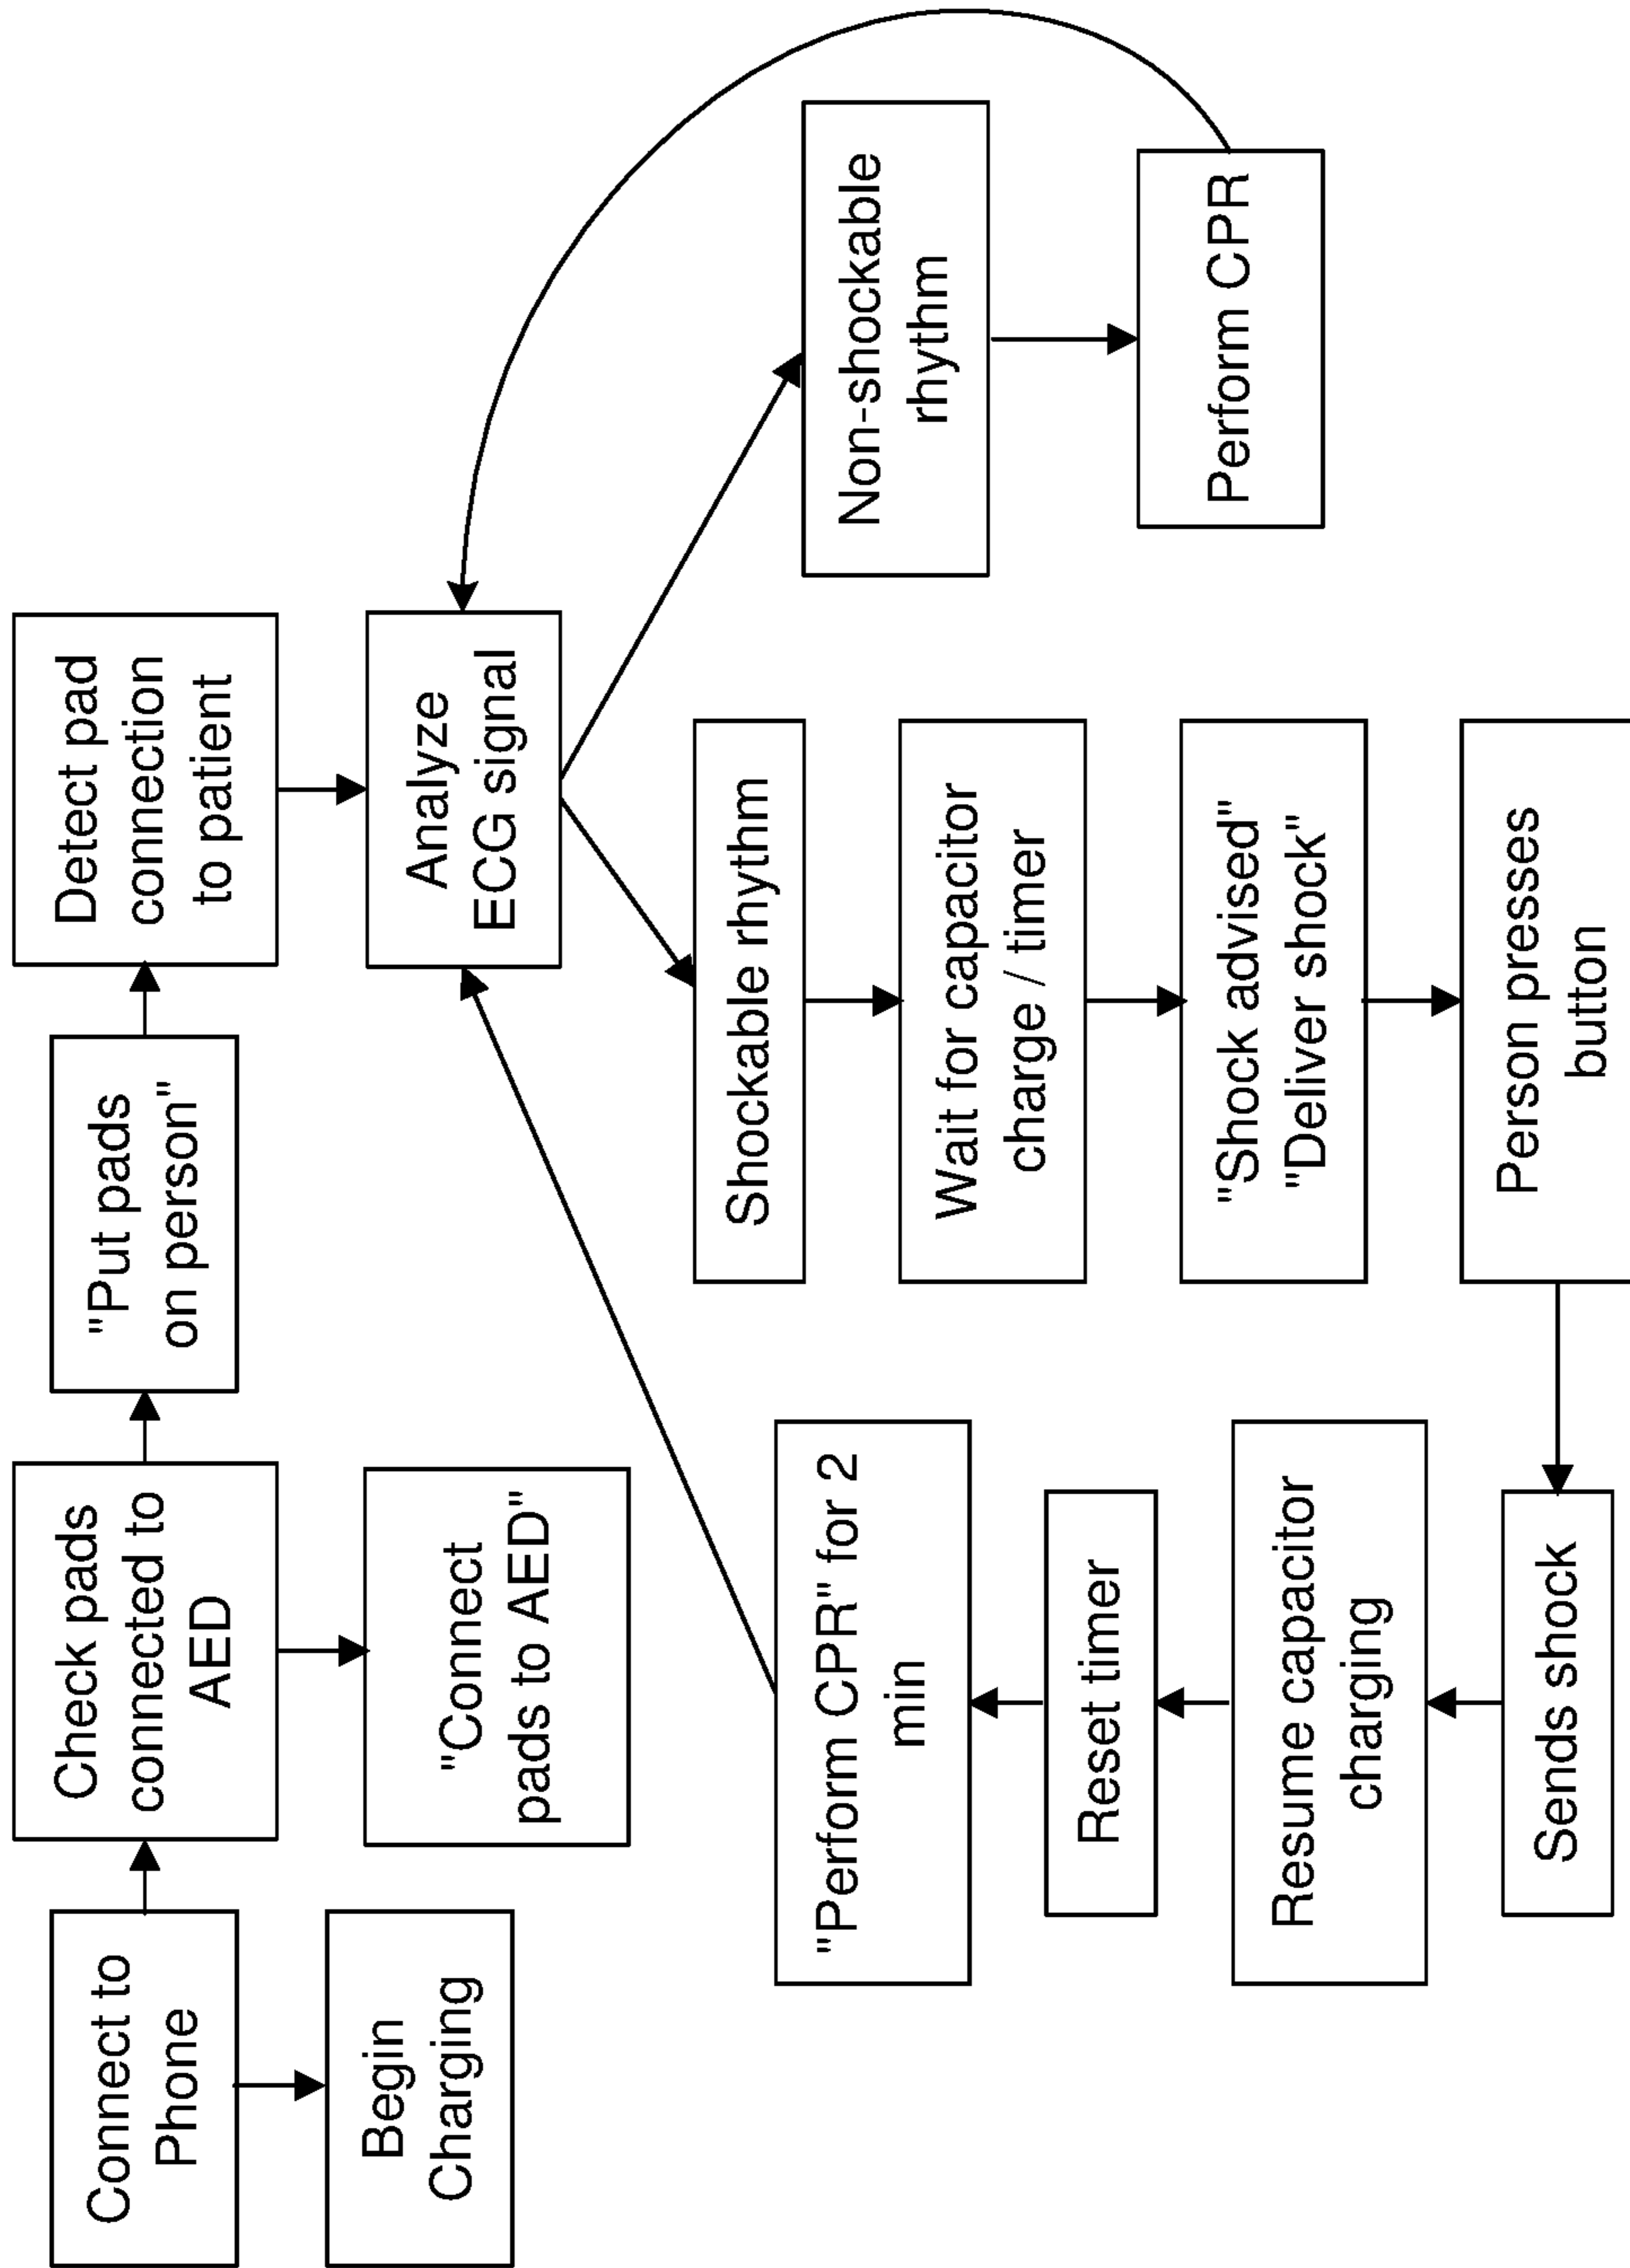 Connect to
Phone
Begin
Charging
Check pads
connected to
AED
"Connect
pads to AED"
"Put pads
on person"
Detect pad
connection
to patient
Analyze
ECG signal
Shockable rhythm
Wait for capacitor
charge / timer
"Shock advised"
"Deliver shock"
Person presses
button
Sends shock
Resume capacitor
charging
Reset timer
"Perform CPR" for 2
min
Non-shockable
rhythm
Perform CPR